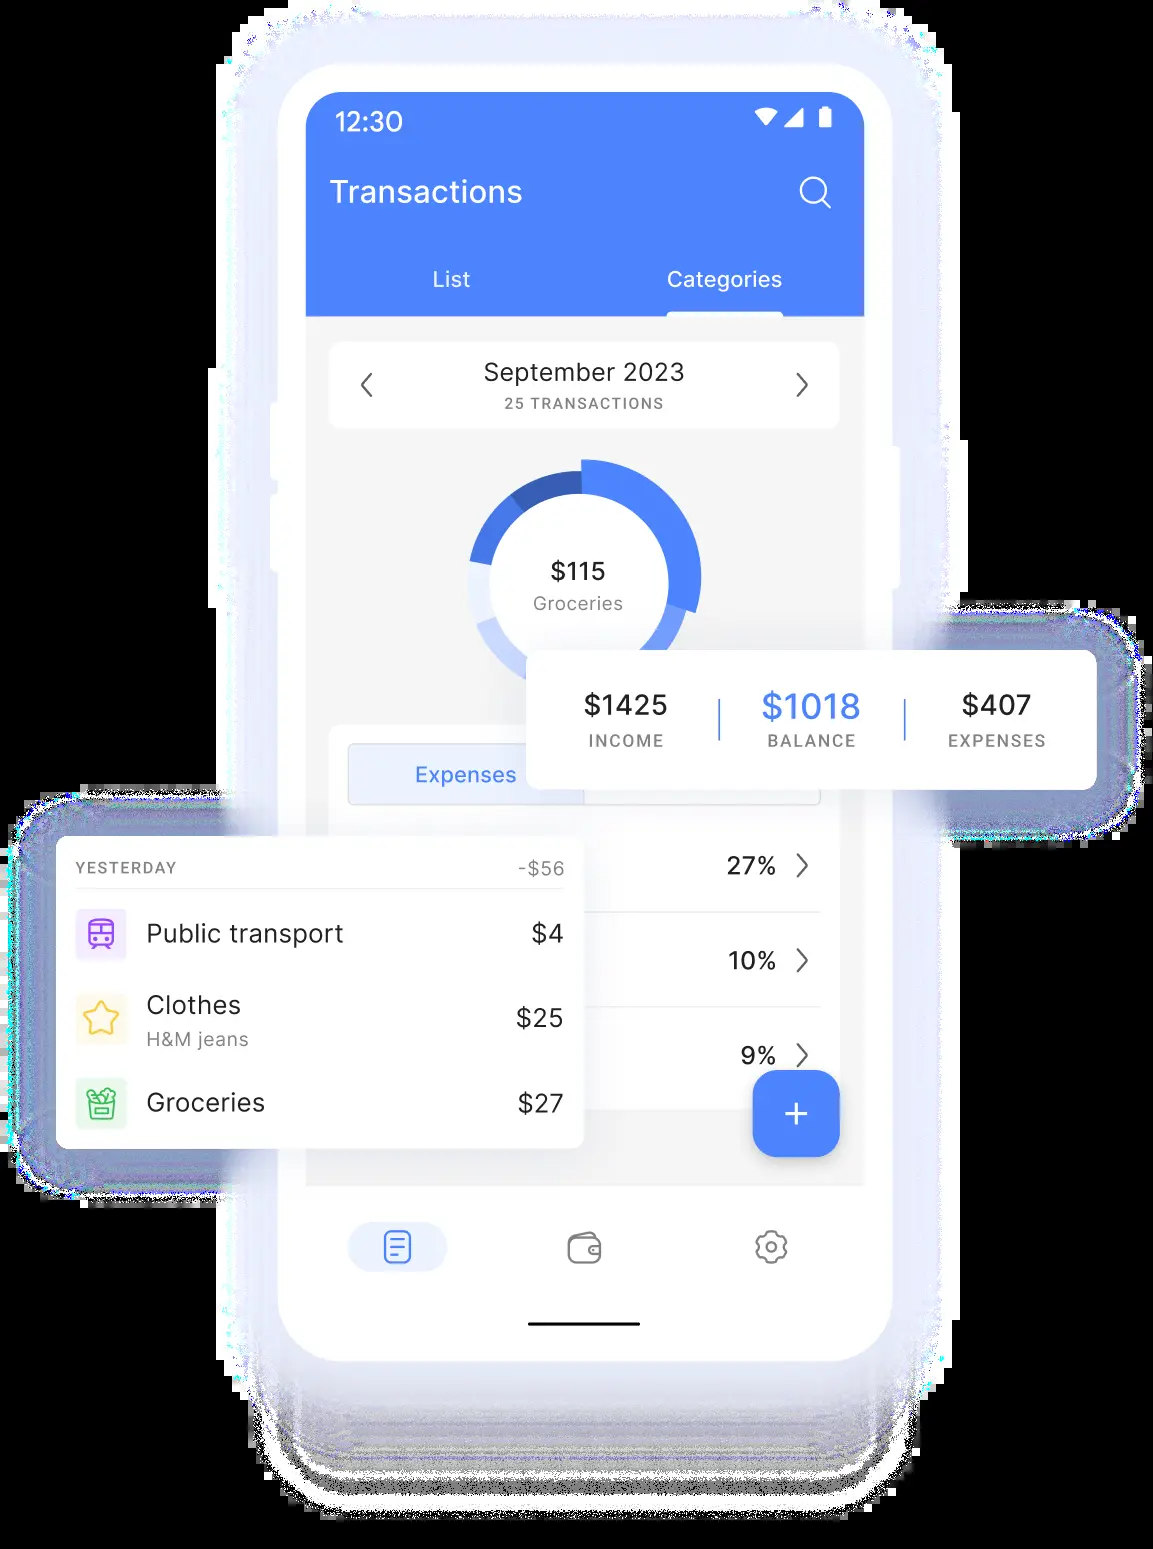 12:30
Transactions
List
Categories
September 2023
25 TRANSACTIONS
$115
Groceries
$1425
INCOME
$1018
BALANCE
$407
EXPENSES
Expenses
27%
10%
9%
YESTERDAY
-$56
Public transport
$4
Clothes
H&M jeans
$25
Groceries
$27
+